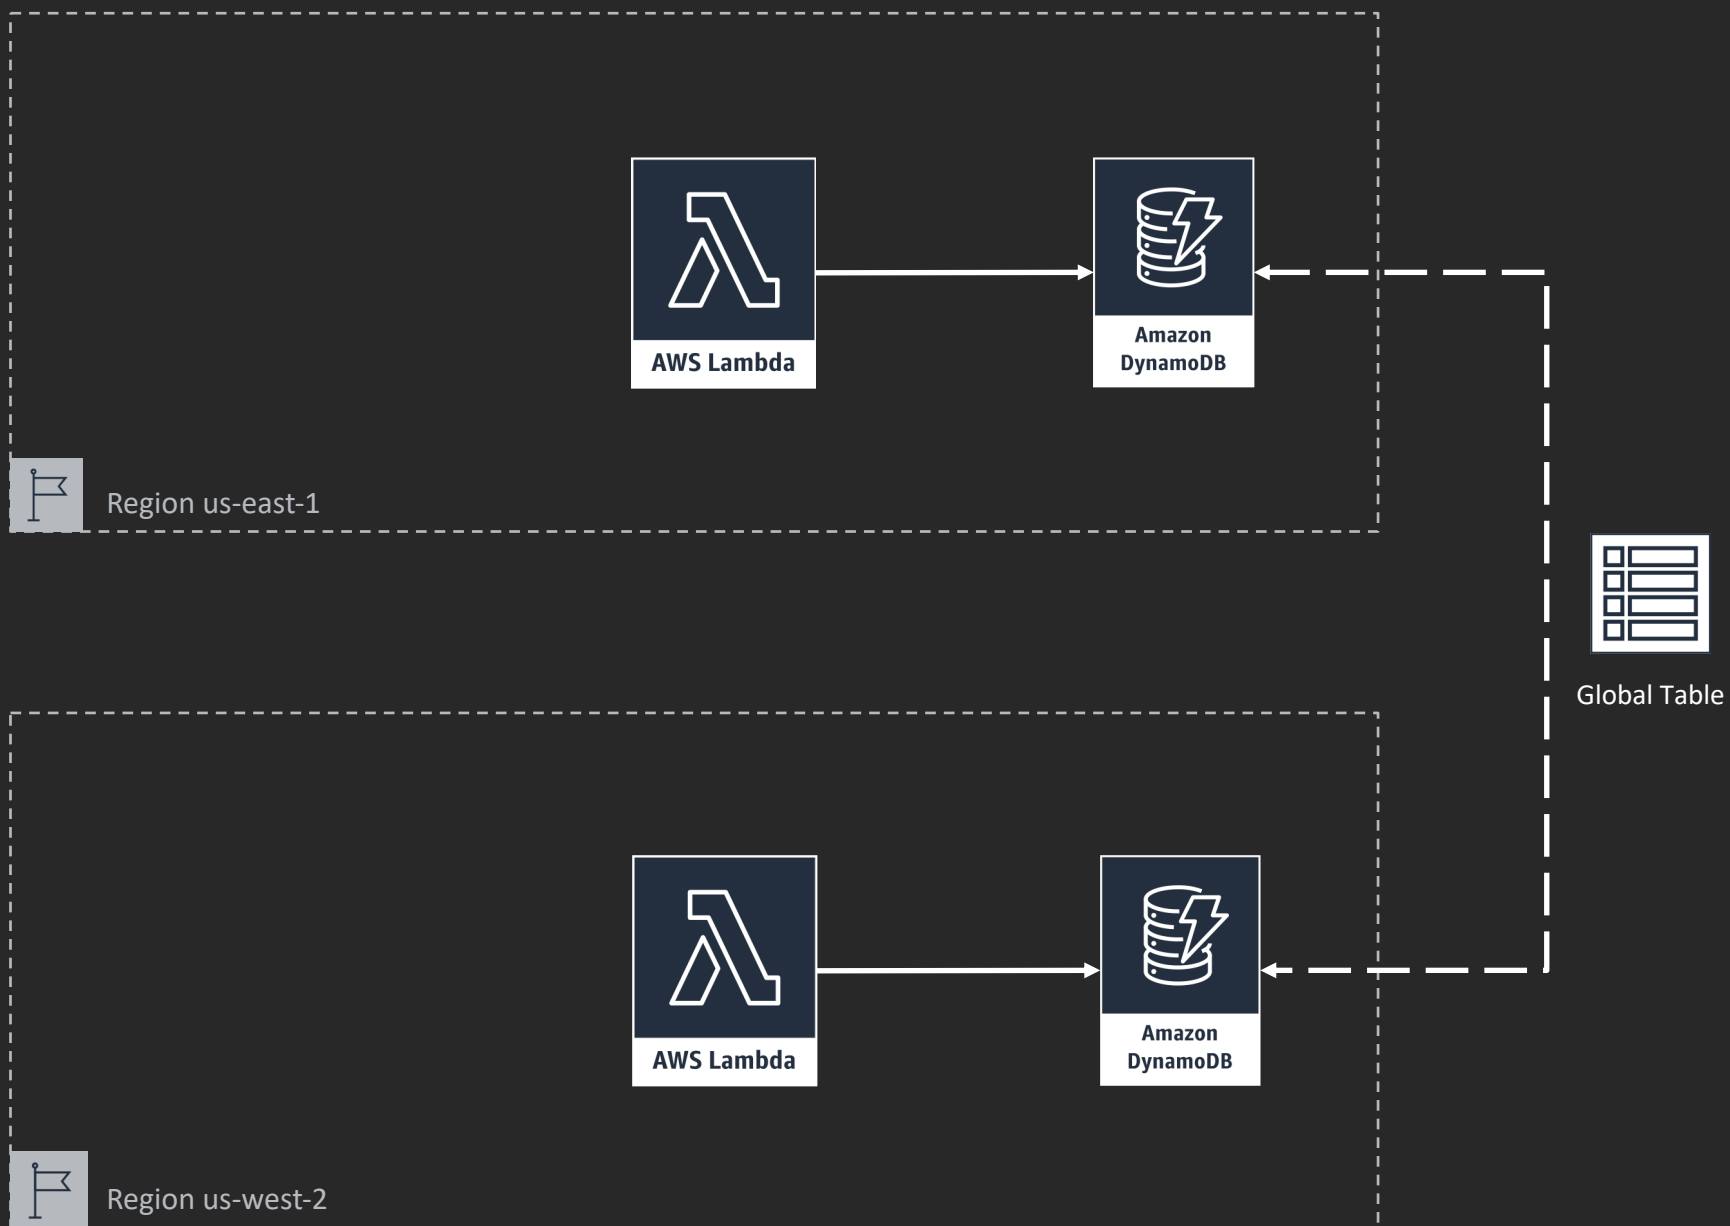 AWS Lambda
Amazon
DynamoDB
Region us-east-1
Global Table
AWS Lambda
Amazon
DynamoDB
Region us-west-2